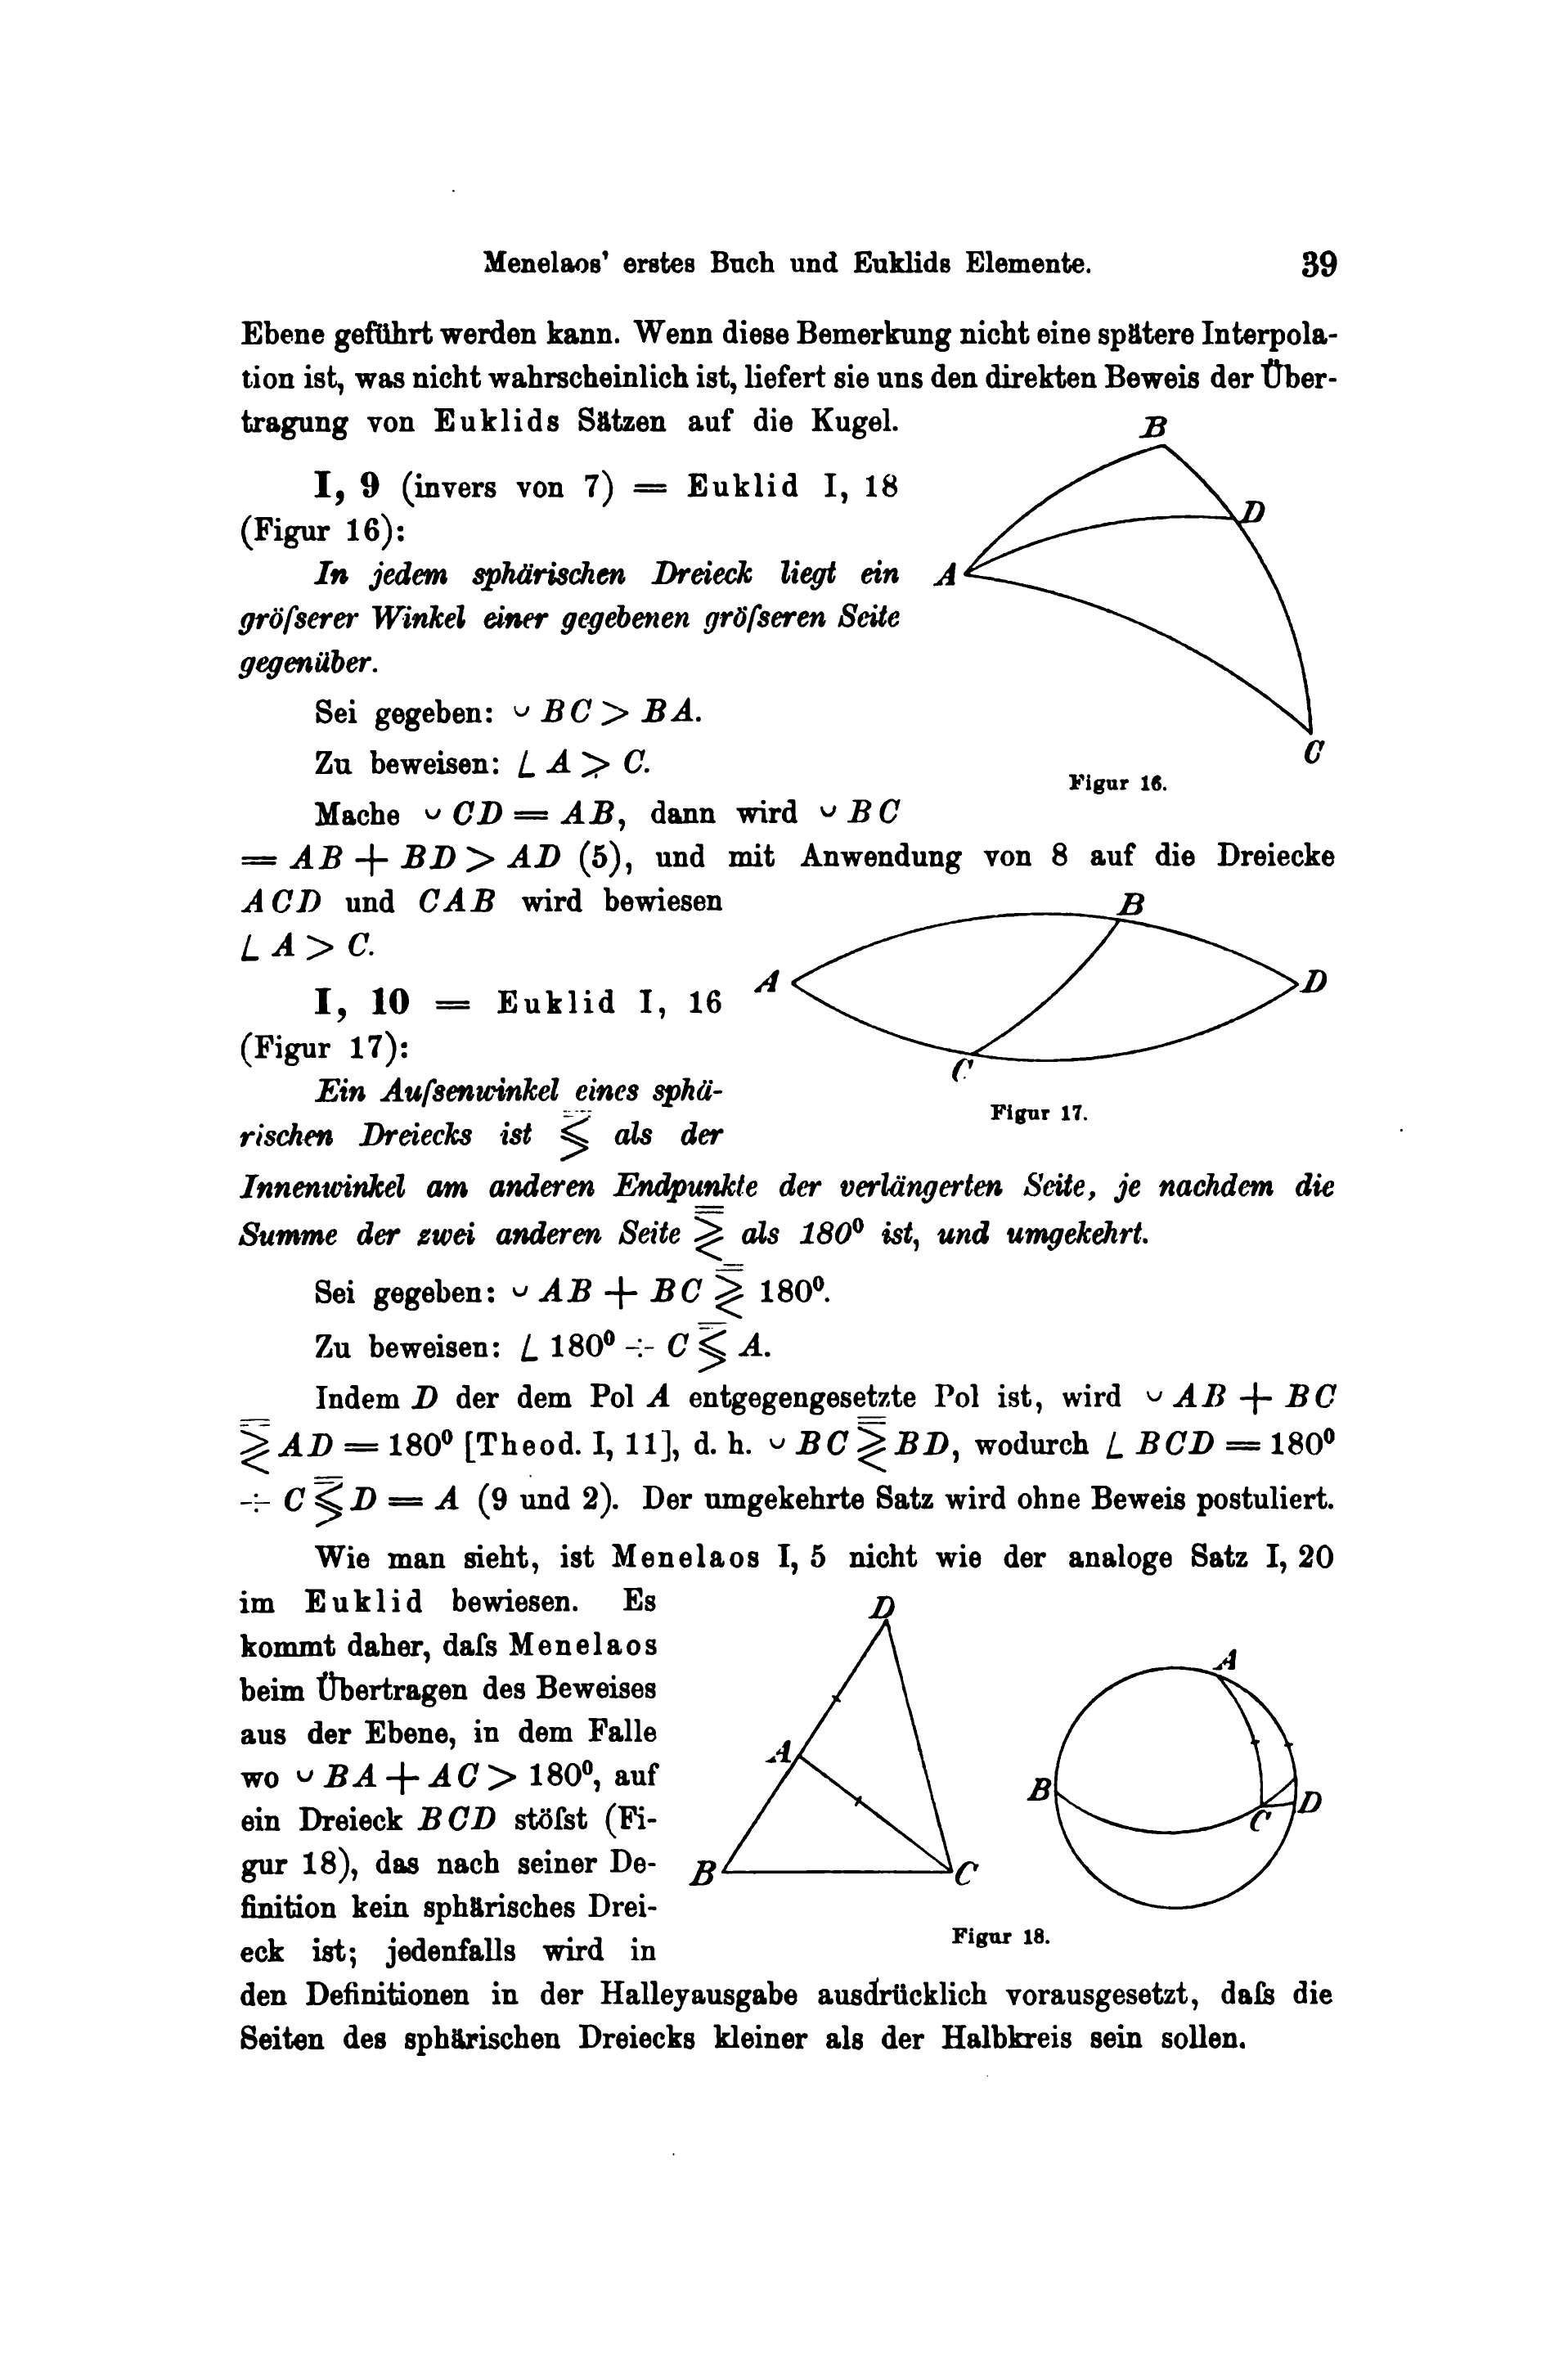 Menelaos' erstes Buch und Euklids Elemente. 39
Ebene geführt werden kann. Wenn diese Bemerkung nicht eine spätere Interpola-
tion ist, was nicht wahrscheinlich ist, liefert sie uns den direkten Beweis der Über-
tragung von Euklids Sätzen auf die Kugel.
I, 9 (invers von 7) = Euklid I, 18
(Figur 16):
In jedem sphärischen Dreieck liegt ein
gröſserer Winkel einer gegebenen gröſseren Seite
gegenüber.
Sei gegeben: ◡ BC > BA.
Zu beweisen: ∠ A > C.
Mache ◡ CD = AB, dann wird ◡ BC
= AB + BD > AD (5), und mit Anwendung von 8 auf die Dreiecke
ACD und CAB wird bewiesen
∠ A > C.
B
D
A
C
Figur 16.
I, 10 = Euklid I, 16
(Figur 17):
Ein Auſsenwinkel eines sphä-
rischen Dreiecks ist ⪋ als der
Innenwinkel am anderen Endpunkte der verlängerten Seite, je nachdem die
Summe der zwei anderen Seite ⪌ als 180⁰ ist, und umgekehrt.
B
A
D
C
Figur 17.
Sei gegeben: ◡ AB + BC ⪌ 180⁰.
Zu beweisen: ∠ 180⁰ ÷ C ⪋ A.
Indem D der dem Pol A entgegengesetzte Pol ist, wird ◡ AB + BC
⪌ AD = 180⁰ [Theod. I, 11], d. h. ◡ BC ⪌ BD, wodurch ∠ BCD = 180⁰
÷ C ⪋ D = A (9 und 2). Der umgekehrte Satz wird ohne Beweis postuliert.
Wie man sieht, ist Menelaos I, 5 nicht wie der analoge Satz I, 20
im Euklid bewiesen. Es
kommt daher, daſs Menelaos
beim Übertragen des Beweises
aus der Ebene, in dem Falle
wo ◡ BA + AC > 180⁰, auf
ein Dreieck BCD stöſst (Fi-
gur 18), das nach seiner De-
finition kein sphärisches Drei-
eck ist; jedenfalls wird in
D
A
B
C
A
B
C
D
Figur 18.
den Definitionen in der Halleyausgabe ausdrücklich vorausgesetzt, daſs die
Seiten des sphärischen Dreiecks kleiner als der Halbkreis sein sollen.